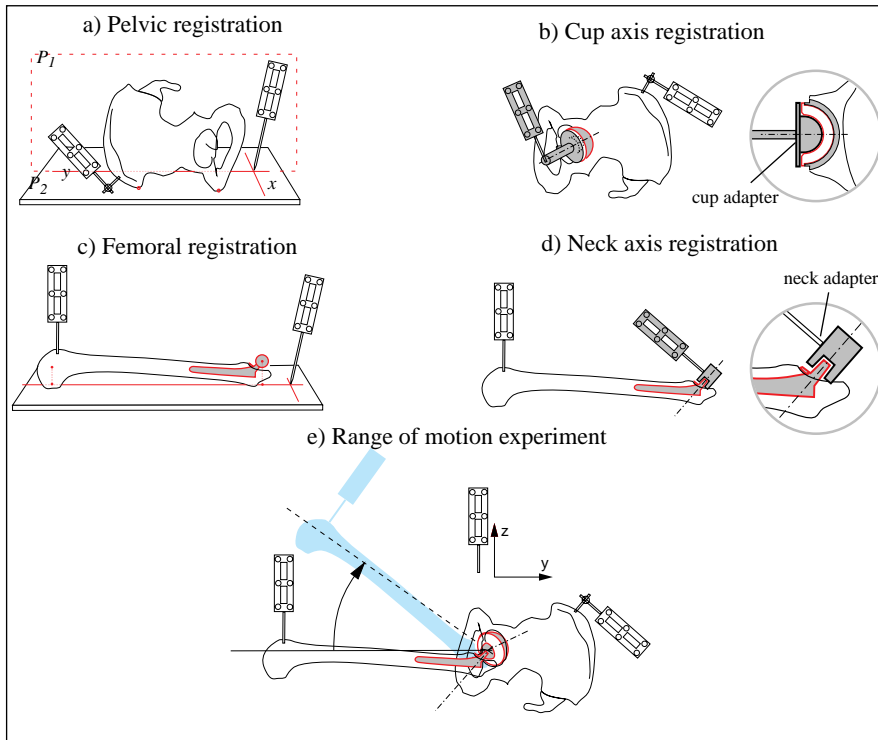 a) Pelvic registration
P1
P2
y
x
b) Cup axis registration
cup adapter
c) Femoral registration
d) Neck axis registration
neck adapter
e) Range of motion experiment
z
y